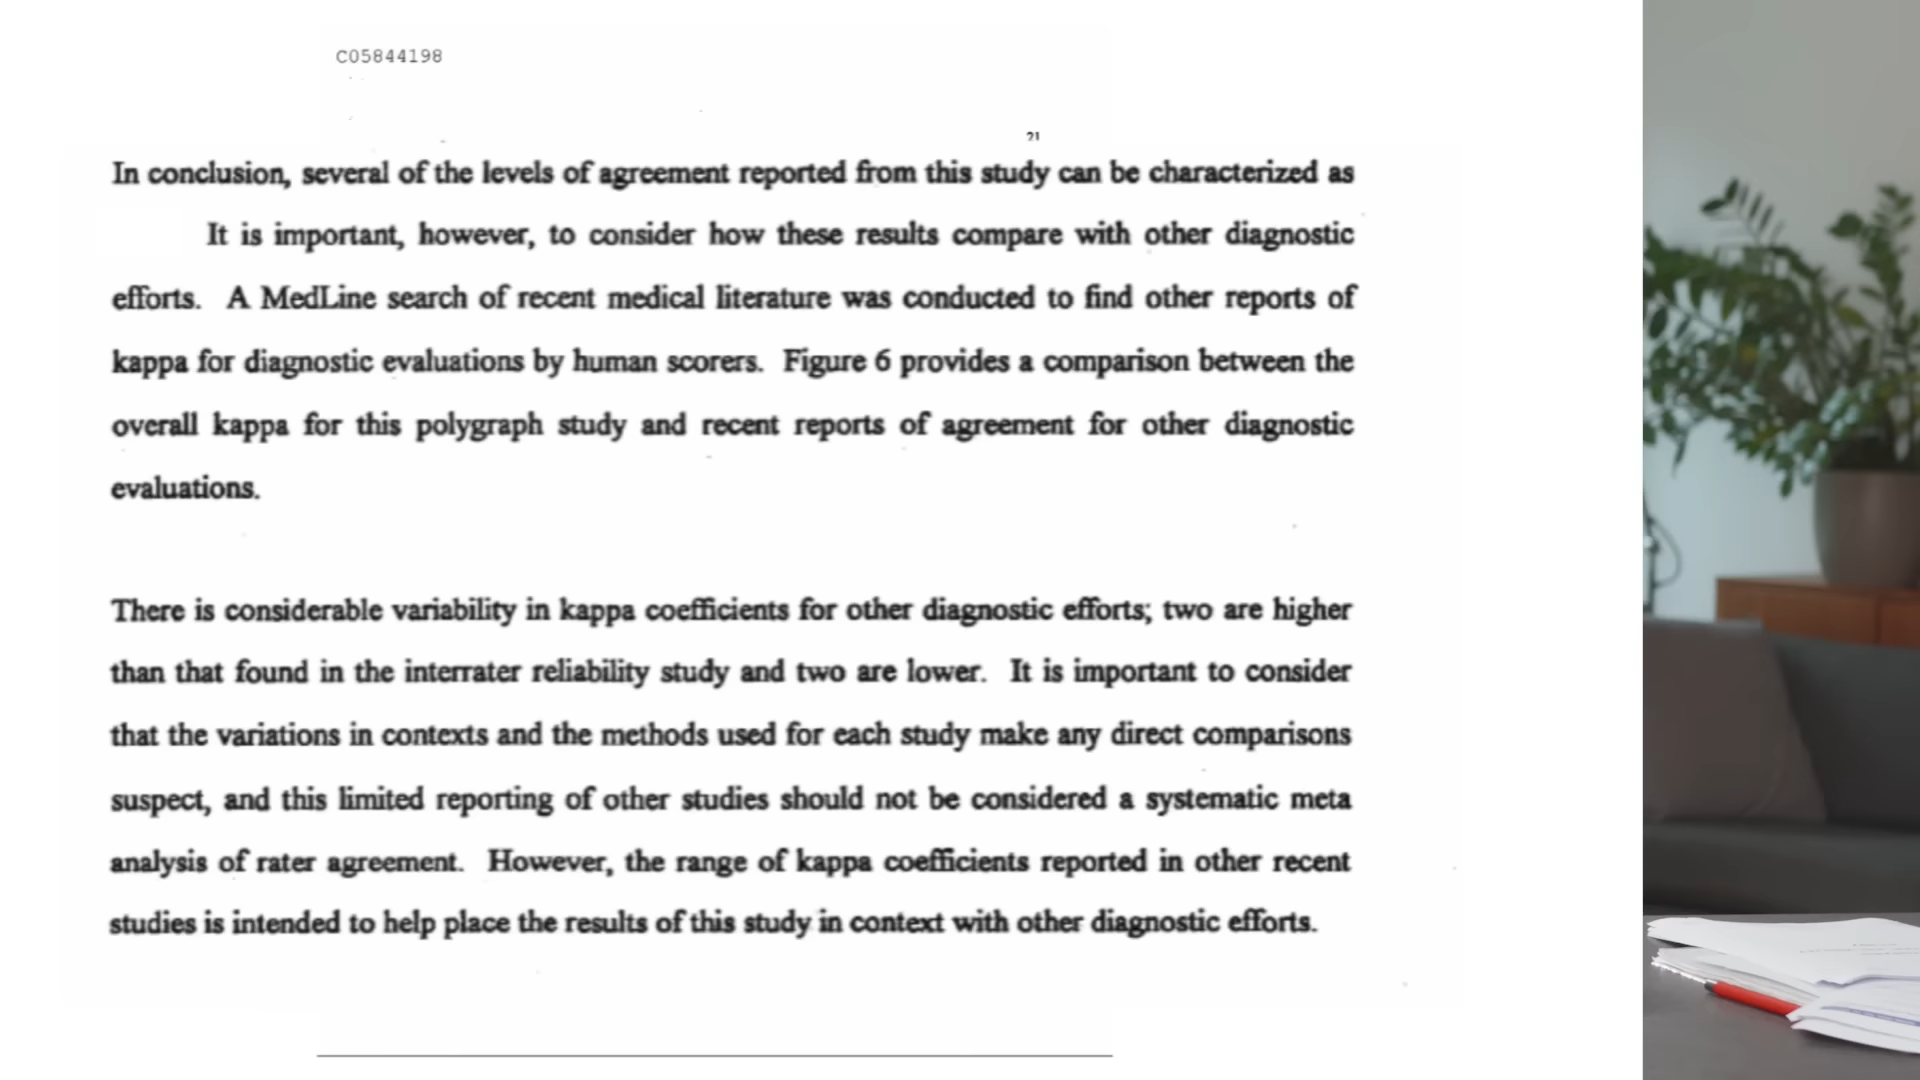 C05844198
21
In conclusion, several of the levels of agreement reported from this study can be characterized as
It is important, however, to consider how these results compare with other diagnostic
efforts. A MedLine search of recent medical literature was conducted to find other reports of
kappa for diagnostic evaluations by human scorers. Figure 6 provides a comparison between the
overall kappa for this polygraph study and recent reports of agreement for other diagnostic
evaluations.
There is considerable variability in kappa coefficients for other diagnostic efforts; two are higher
than that found in the interrater reliability study and two are lower. It is important to consider
that the variations in contexts and the methods used for each study make any direct comparisons
suspect, and this limited reporting of other studies should not be considered a systematic meta
analysis of rater agreement. However, the range of kappa coefficients reported in other recent
studies is intended to help place the results of this study in context with other diagnostic efforts.